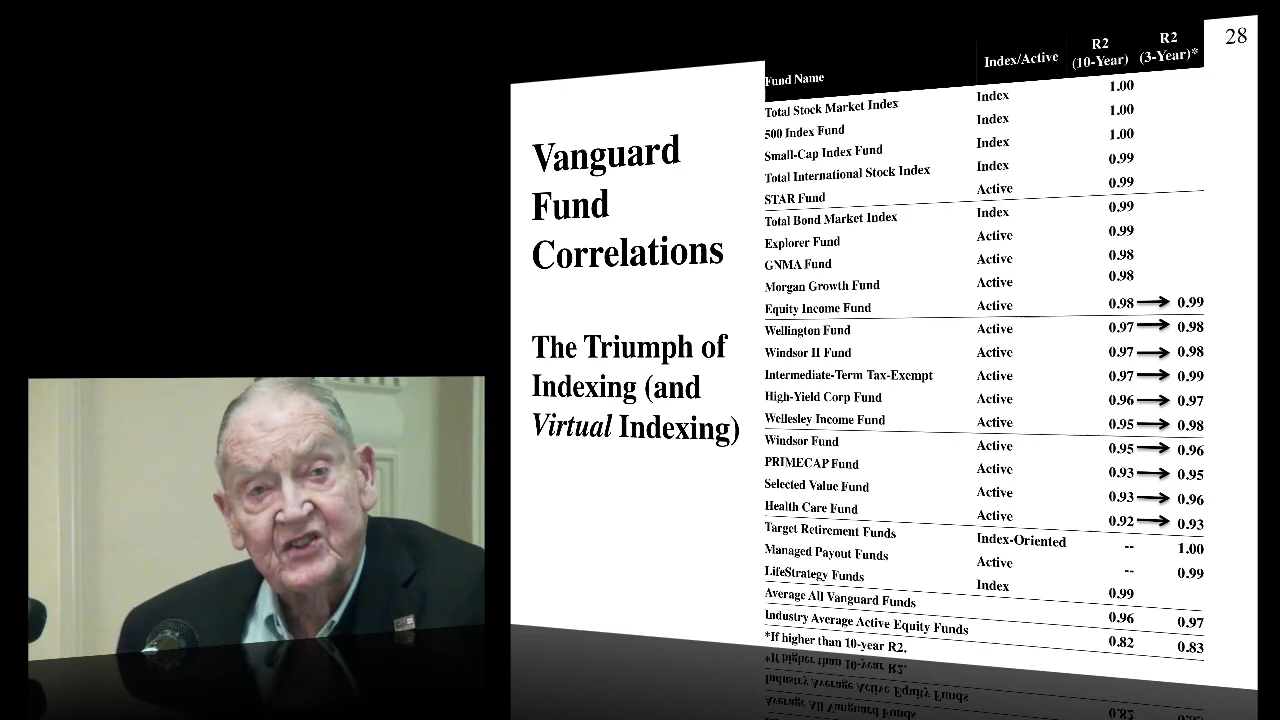 28
Vanguard
Fund
Correlations
The Triumph of
Indexing (and
Virtual Indexing)
Fund Name Index/Active R2 (10-Year) R2 (3-Year)*
Total Stock Market Index Index 1.00
500 Index Fund Index 1.00
Small-Cap Index Fund Index 1.00
Total International Stock Index Index 0.99
STAR Fund Active 0.99
Total Bond Market Index Index 0.99
Explorer Fund Active 0.99
GNMA Fund Active 0.98
Morgan Growth Fund Active 0.98
Equity Income Fund Active 0.98 → 0.99
Wellington Fund Active 0.97 → 0.98
Windsor II Fund Active 0.97 → 0.98
Intermediate-Term Tax-Exempt Active 0.97 → 0.99
High-Yield Corp Fund Active 0.96 → 0.97
Wellesley Income Fund Active 0.95 → 0.98
Windsor Fund Active 0.95 → 0.96
PRIMECAP Fund Active 0.93 → 0.95
Selected Value Fund Active 0.93 → 0.96
Health Care Fund Active 0.92 → 0.93
Target Retirement Funds Index-Oriented -- 1.00
Managed Payout Funds Active -- 0.99
LifeStrategy Funds Index 0.99
Average All Vanguard Funds 0.96 0.97
Industry Average Active Equity Funds 0.82 0.83
*If higher than 10-year R2.